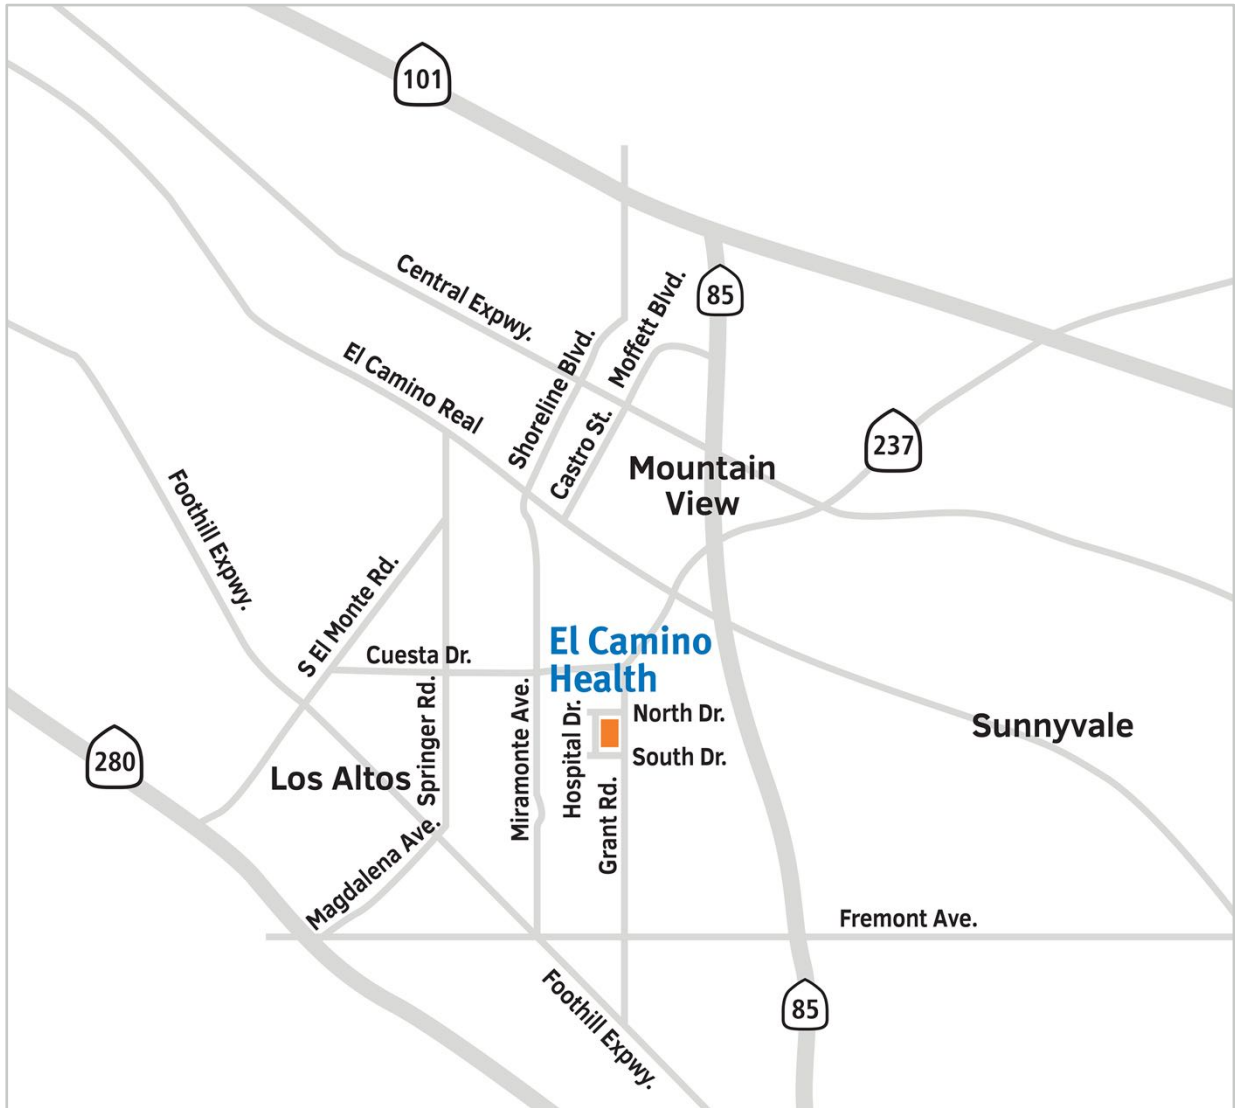 101
Central Expwy.
85
Moffett Blvd.
Shoreline Blvd.
El Camino Real
Castro St.
237
Mountain
View
Foothill Expwy.
S El Monte Rd.
El Camino
Health
Cuesta Dr.
Springer Rd.
Miramonte Ave.
Hospital Dr.
North Dr.
South Dr.
Sunnyvale
280
Los Altos
Grant Rd.
Magdalena Ave.
Fremont Ave.
Foothill Expwy.
85